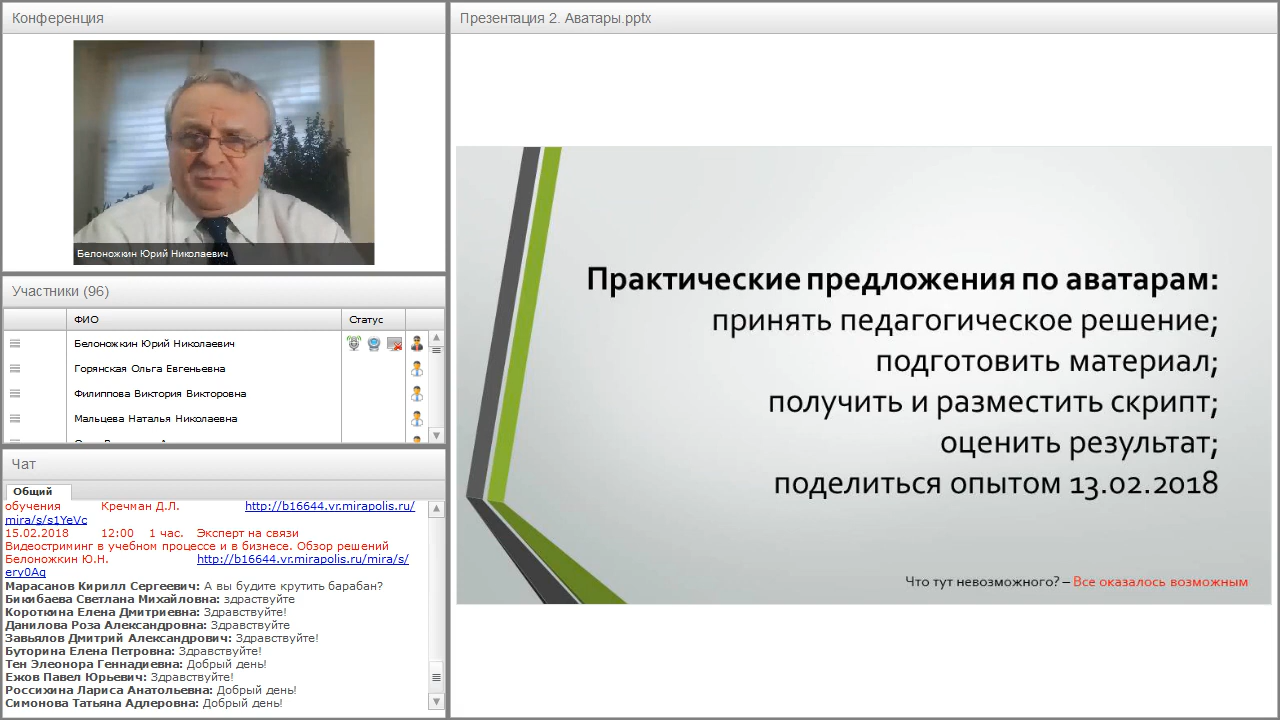 Конференция
Белоножкин Юрий Николаевич
Участники (96)
ФИО
Статус
Белоножкин Юрий Николаевич
Горянская Ольга Евгеньевна
Филиппова Виктория Викторовна
Мальцева Наталья Николаевна
Чат
Общий
обучения Кречман Д.Л. http://b16644.vr.mirapolis.ru/
mira/s/s1YeVc
15.02.2018 12:00 1 час. Эксперт на связи
Видеостриминг в учебном процессе и в бизнесе. Обзор решений
Белоножкин Ю.Н. http://b16644.vr.mirapolis.ru/mira/s/
ery0Aq
Марасанов Кирилл Сергеевич: А вы будите крутить барабан?
Бикибаева Светлана Михайловна: здраствуйте
Короткина Елена Дмитриевна: Здравствуйте!
Данилова Роза Александровна: Здравствуйте
Завьялов Дмитрий Александрович: Здравствуйте!
Буторина Елена Петровна: Здравствуйте!
Тен Элеонора Геннадиевна: Добрый день!
Ежов Павел Юрьевич: Здравствуйте!
Россихина Лариса Анатольевна: Добрый день!
Симонова Татьяна Адлеровна: Добрый день!
Презентация 2. Аватары.pptx
Практические предложения по аватарам:
принять педагогическое решение;
подготовить материал;
получить и разместить скрипт;
оценить результат;
поделиться опытом 13.02.2018
Что тут невозможного? – Все оказалось возможным